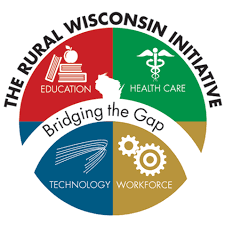 THE RURAL WISCONSIN INITIATIVE
EDUCATION
HEALTH CARE
Bridging the Gap
TECHNOLOGY
WORKFORCE